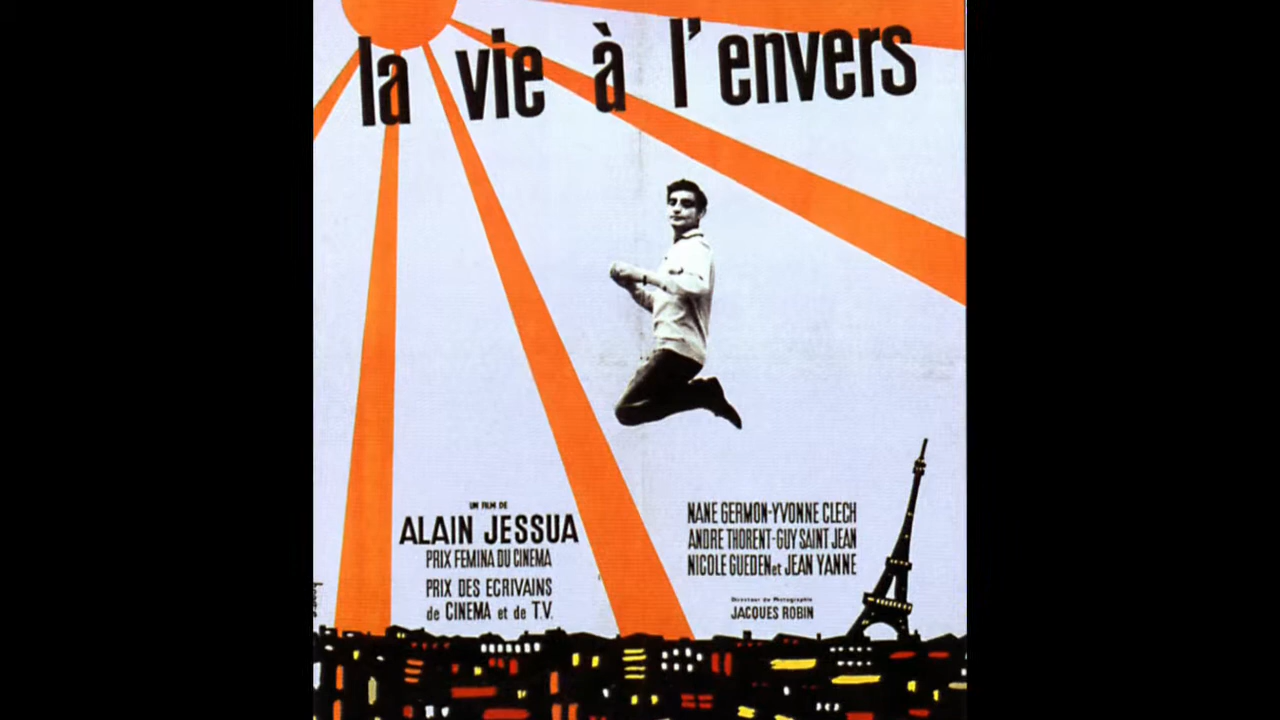 la vie à l'envers
UN FILM DE
ALAIN JESSUA
PRIX FEMINA DU CINEMA
PRIX DES ECRIVAINS
de CINEMA et de T.V.
NANE GERMON-YVONNE CLECH
ANDRE THORENT-GUY SAINT JEAN
NICOLE GUEDEN et JEAN YANNE
Directeur de Photographie
JACQUES ROBIN